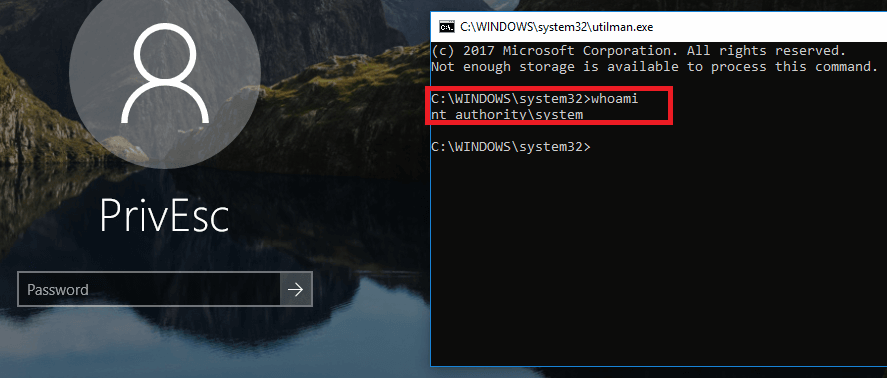 PrivEsc
Password
C:\WINDOWS\system32\utilman.exe
(c) 2017 Microsoft Corporation. All rights reserved.
Not enough storage is available to process this command.
C:\WINDOWS\system32>whoami
nt authority\system
C:\WINDOWS\system32>